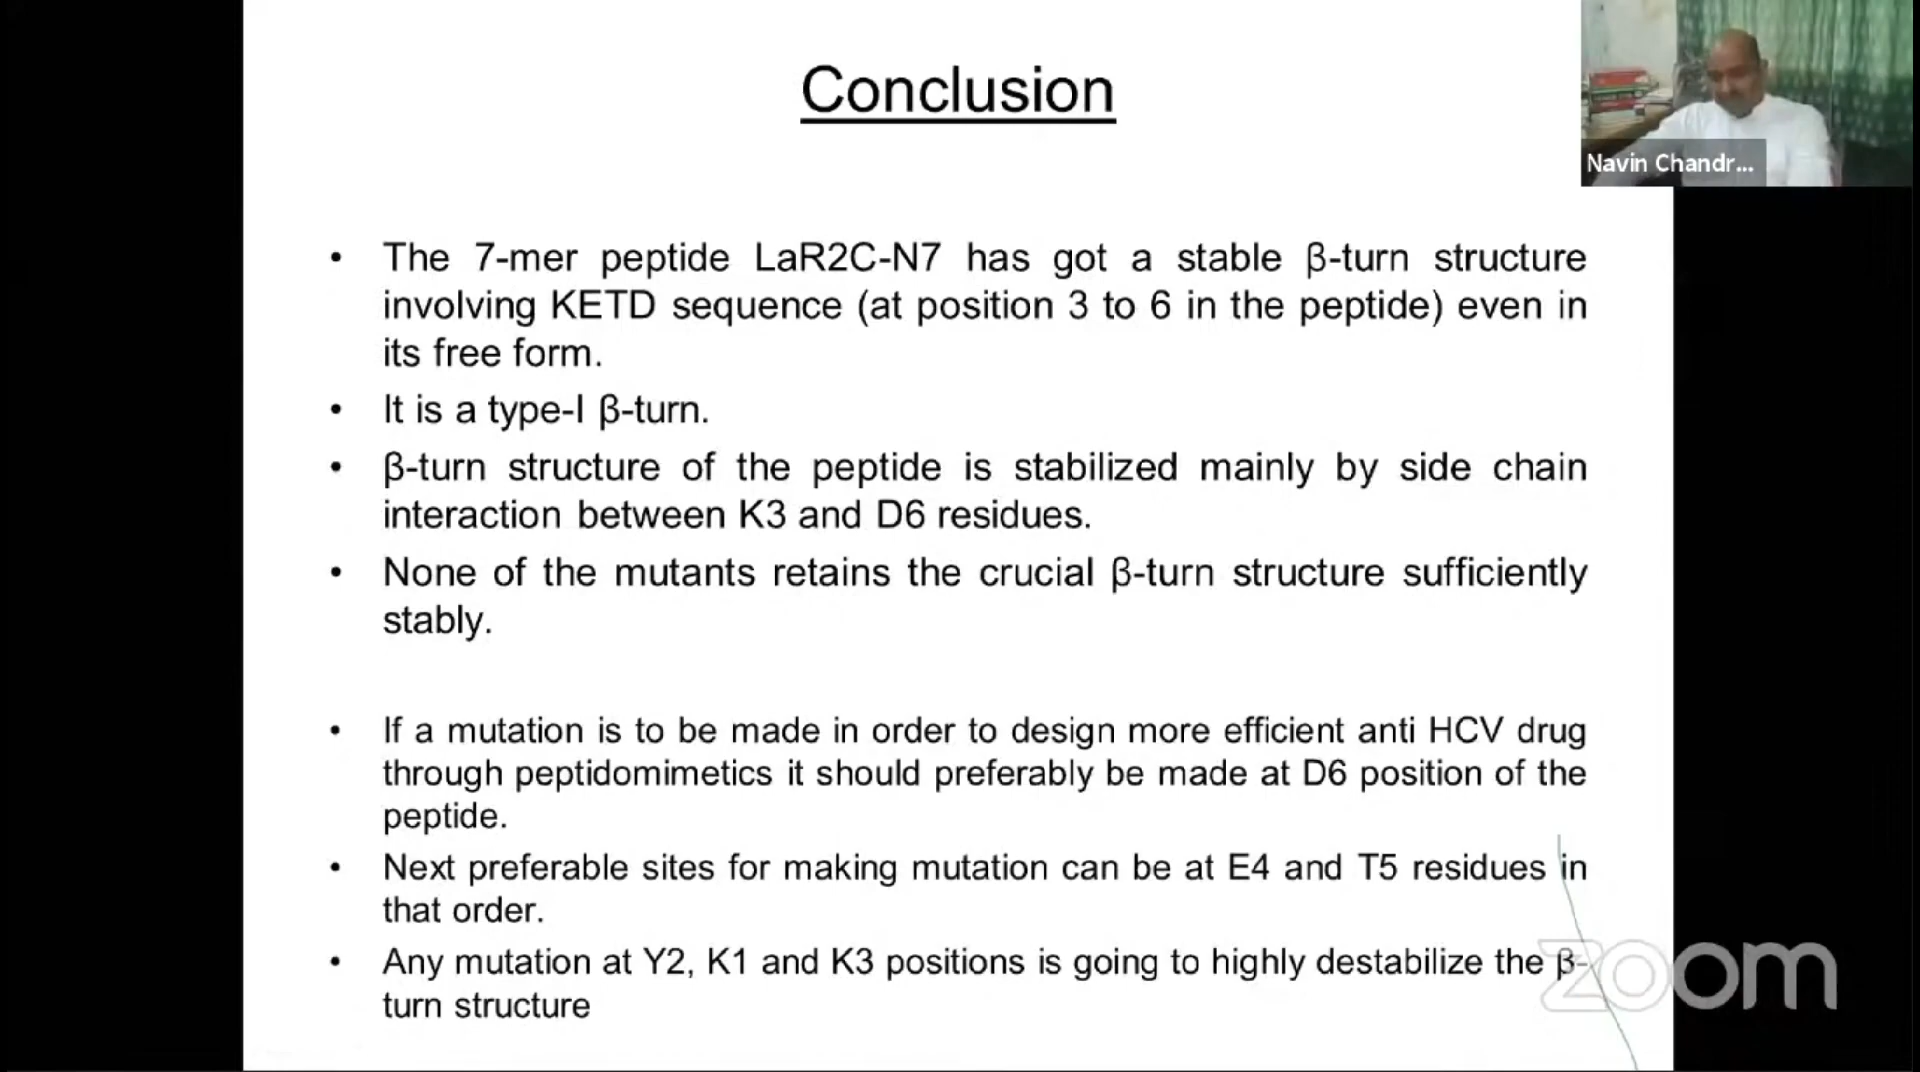 Conclusion
Navin Chandr...
• The 7-mer peptide LaR2C-N7 has got a stable β-turn structure
involving KETD sequence (at position 3 to 6 in the peptide) even in
its free form.
• It is a type-I β-turn.
• β-turn structure of the peptide is stabilized mainly by side chain
interaction between K3 and D6 residues.
• None of the mutants retains the crucial β-turn structure sufficiently
stably.
• If a mutation is to be made in order to design more efficient anti HCV drug
through peptidomimetics it should preferably be made at D6 position of the
peptide.
• Next preferable sites for making mutation can be at E4 and T5 residues in
that order.
• Any mutation at Y2, K1 and K3 positions is going to highly destabilize the β-
turn structure
zoom